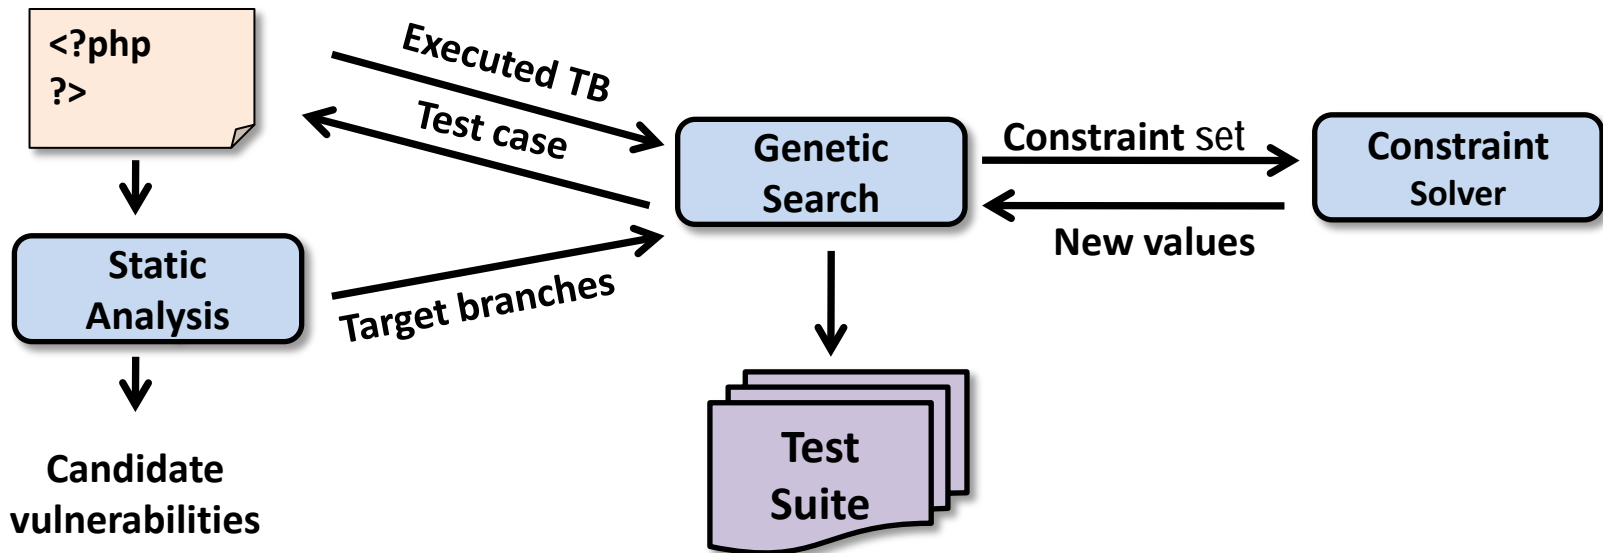 <?php
?>
Executed TB
Test case
Genetic
Search
Constraint set
New values
Constraint
Solver
Static
Analysis
Target branches
Candidate
vulnerabilities
Test
Suite